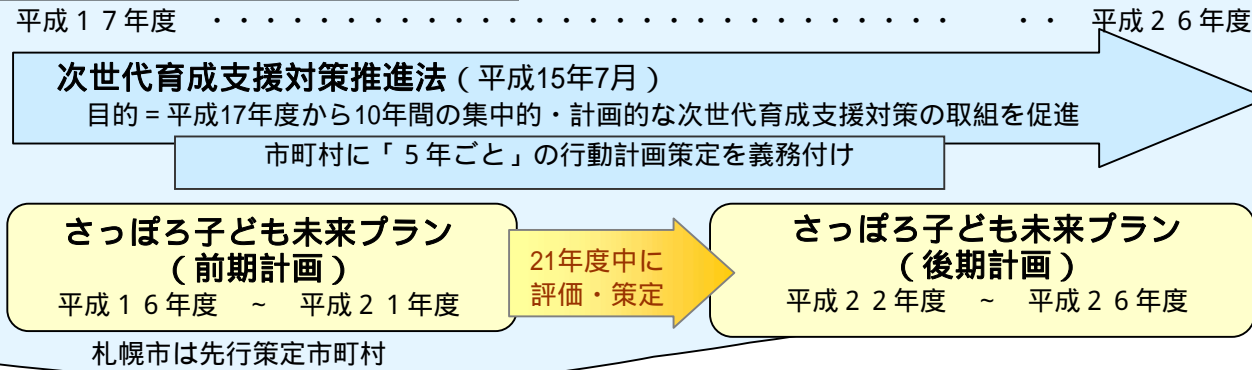 平成１７年度　・・・・・・・・・・・・・・・・・・・・・・・・・・　・・　平成２６年度
次世代育成支援対策推進法（平成15年7月）
目的＝平成17年度から10年間の集中的・計画的な次世代育成支援対策の取組を促進
市町村に「５年ごと」の行動計画策定を義務付け
さっぽろ子ども未来プラン
（前期計画）
平成１６年度　～　平成２１年度
21年度中に
評価・策定
さっぽろ子ども未来プラン
（後期計画）
平成２２年度　～　平成２６年度
札幌市は先行策定市町村